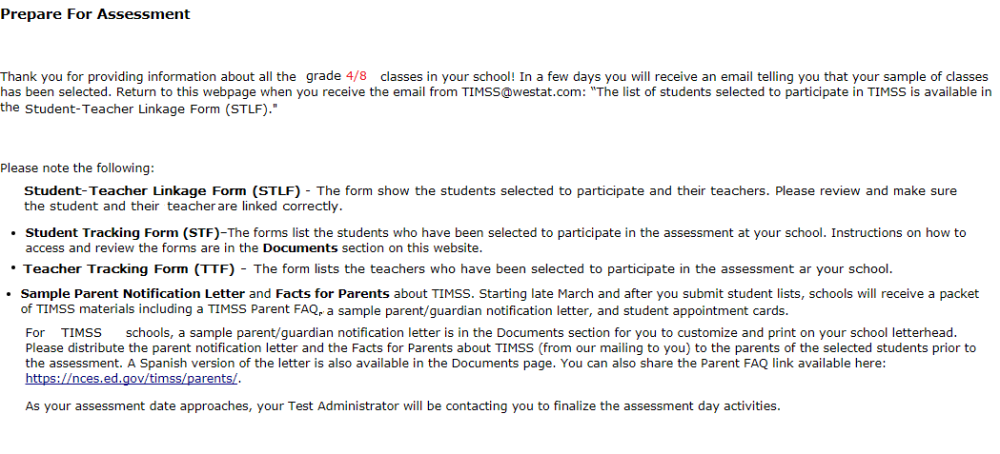 Prepare For Assessment
Thank you for providing information about all the grade 4/8 classes in your school! In a few days you will receive an email telling you that your sample of classes
has been selected. Return to this webpage when you receive the email from TIMSS@westat.com: “The list of students selected to participate in TIMSS is available in
the Student-Teacher Linkage Form (STLF)."
Please note the following:
Student-Teacher Linkage Form (STLF) - The form show the students selected to participate and their teachers. Please review and make sure
the student and their teacher are linked correctly.
• Student Tracking Form (STF)–The forms list the students who have been selected to participate in the assessment at your school. Instructions on how to
access and review the forms are in the Documents section on this website.
• Teacher Tracking Form (TTF) - The form lists the teachers who have been selected to participate in the assessment ar your school.
• Sample Parent Notification Letter and Facts for Parents about TIMSS. Starting late March and after you submit student lists, schools will receive a packet
of TIMSS materials including a TIMSS Parent FAQ, a sample parent/guardian notification letter, and student appointment cards.
For TIMSS schools, a sample parent/guardian notification letter is in the Documents section for you to customize and print on your school letterhead.
Please distribute the parent notification letter and the Facts for Parents about TIMSS (from our mailing to you) to the parents of the selected students prior to
the assessment. A Spanish version of the letter is also available in the Documents page. You can also share the Parent FAQ link available here:
https://nces.ed.gov/timss/parents/.
As your assessment date approaches, your Test Administrator will be contacting you to finalize the assessment day activities.